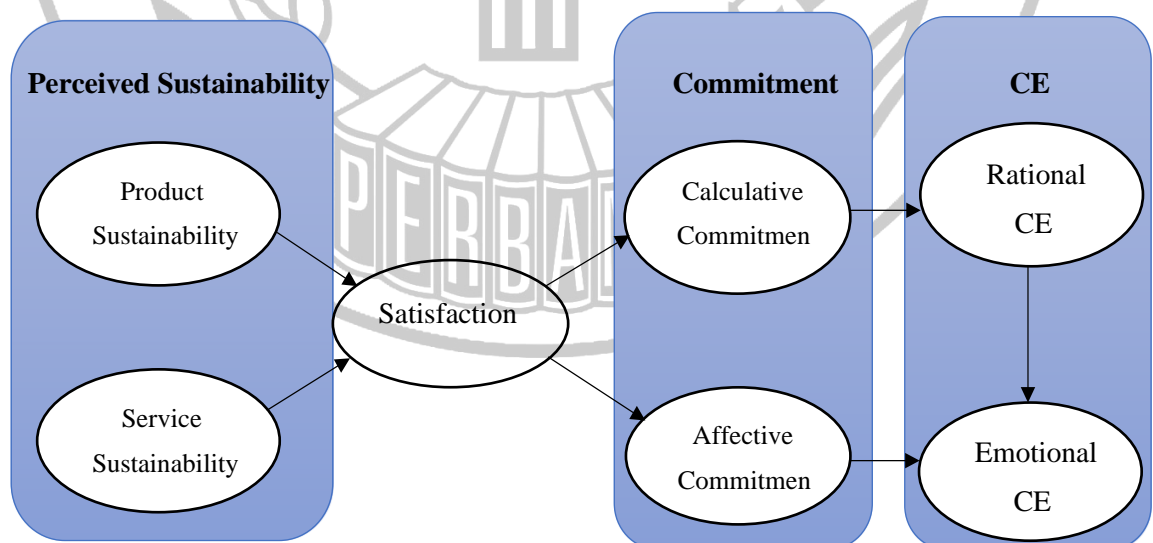 Perceived Sustainability
Product
Sustainability
Service
Sustainability
Satisfaction
Commitment
Calculative
Commitmen
Affective
Commitmen
CE
Rational
CE
Emotional
CE